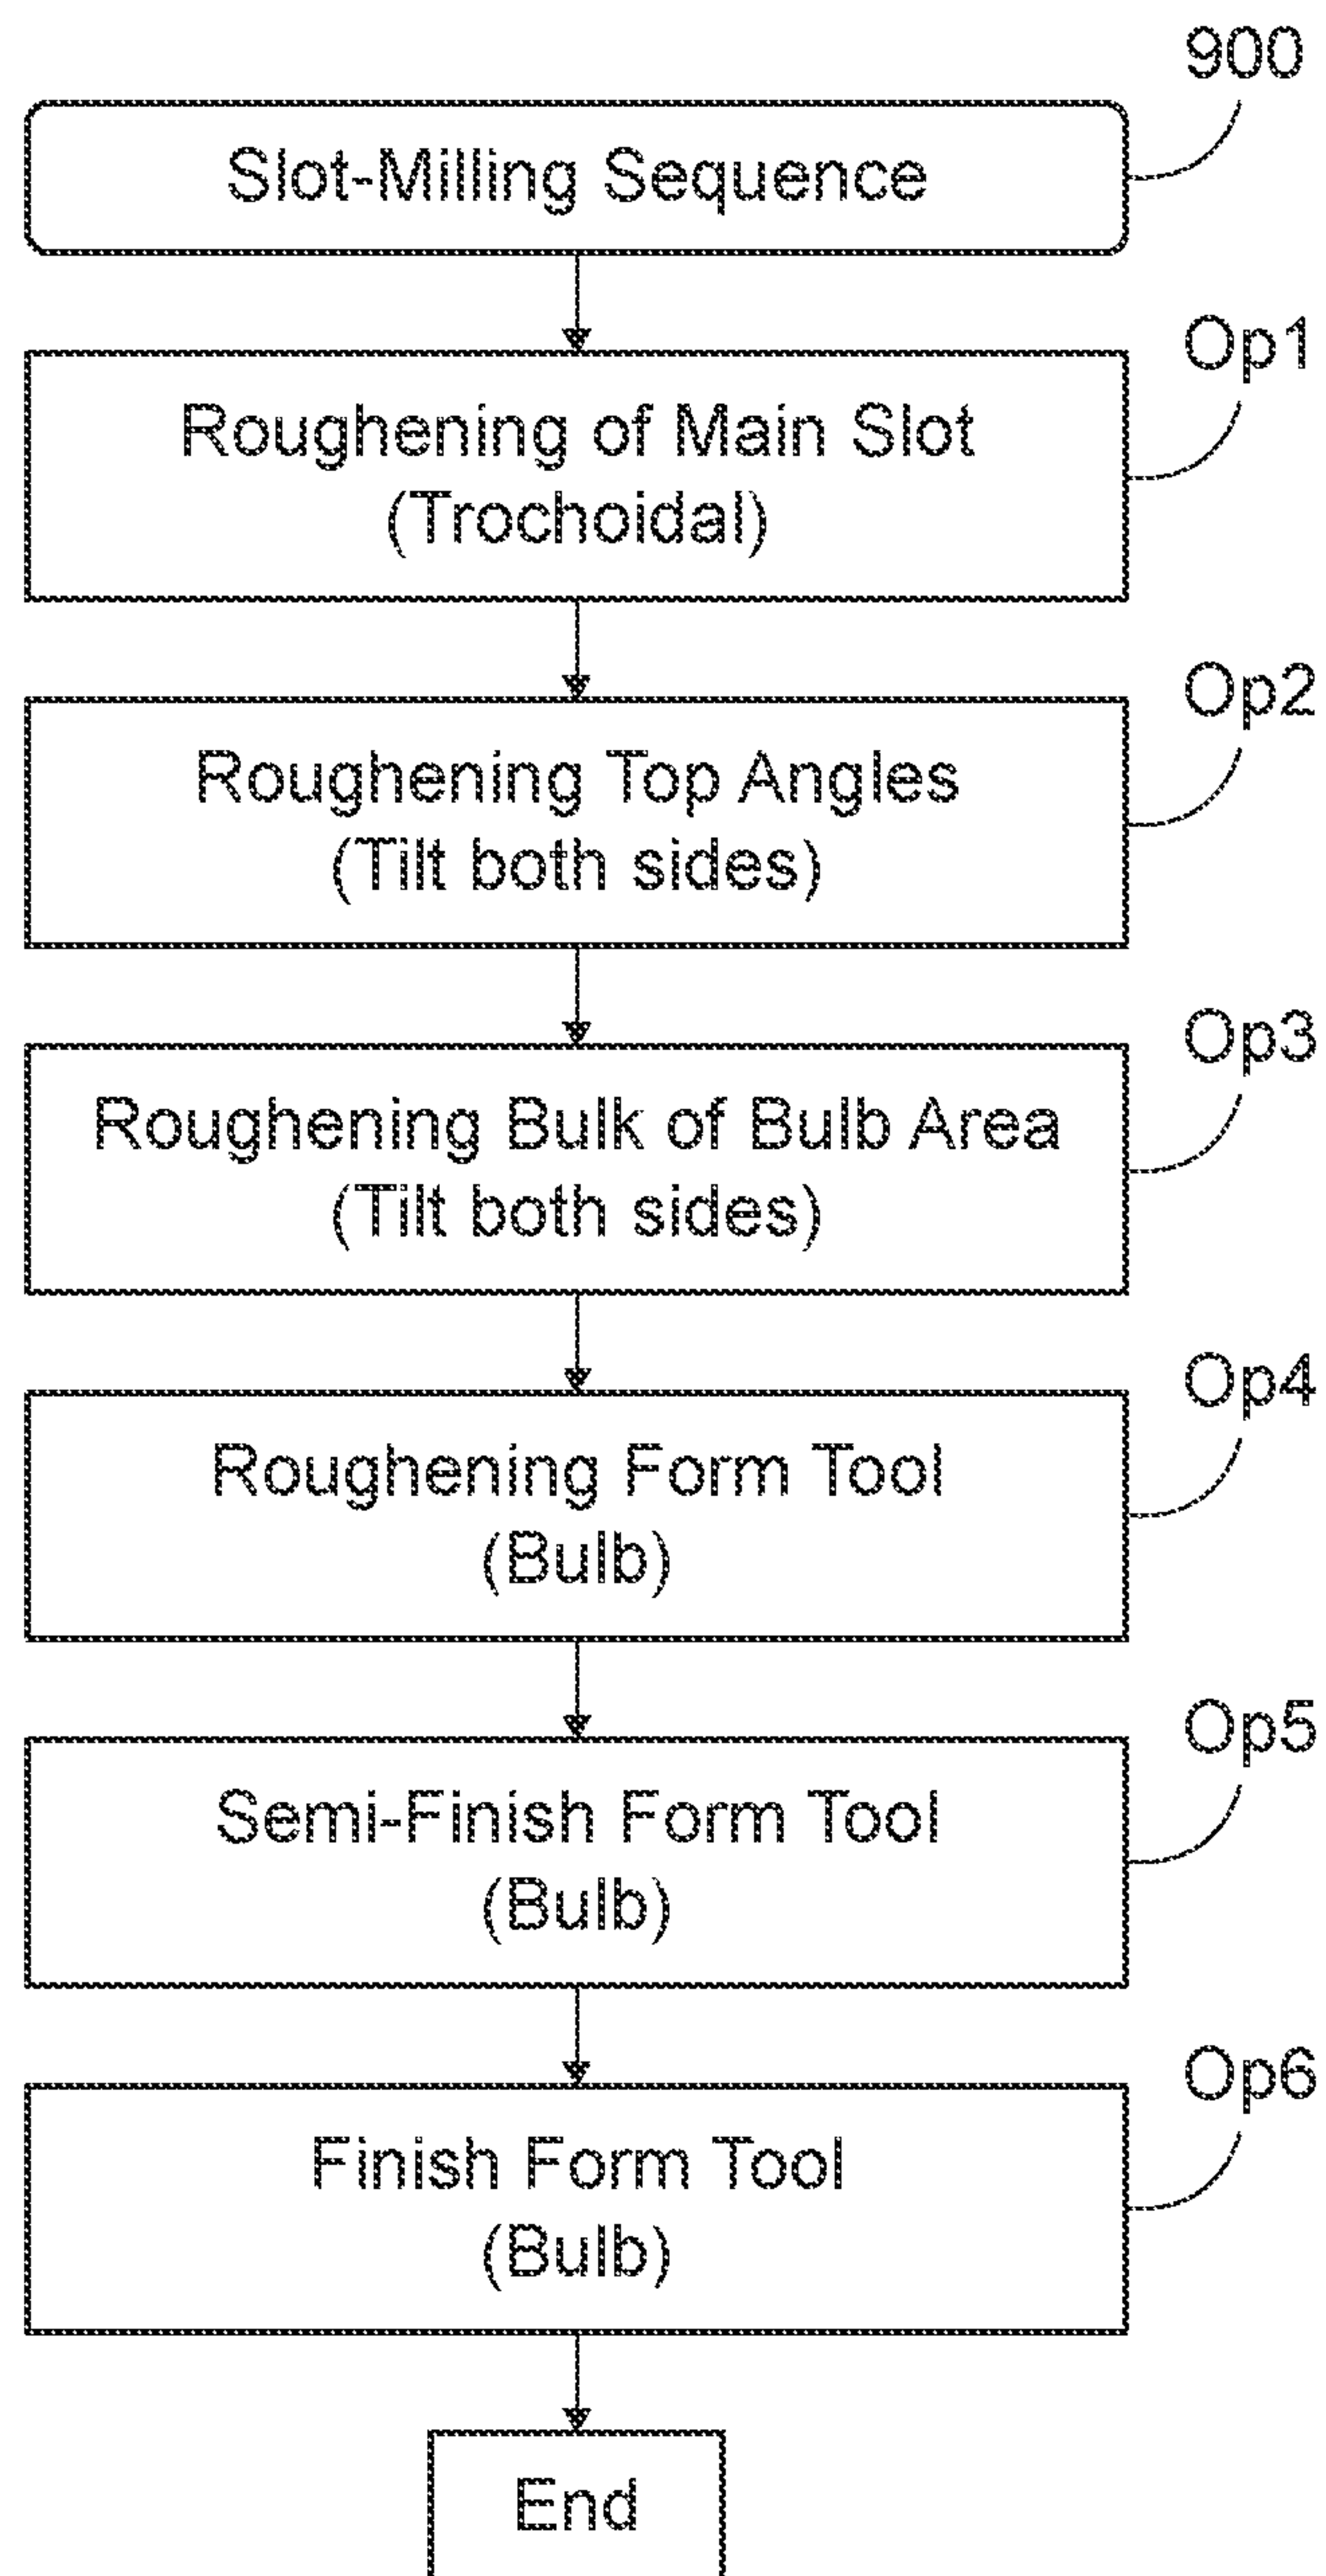 900
Slot-Milling Sequence
Op1
Roughening of Main Slot
(Trochoidal)
Op2
Roughening Top Angles
(Tilt both sides)
Op3
Roughening Bulk of Bulb Area
(Tilt both sides)
Op4
Roughening Form Tool
(Bulb)
Op5
Semi-Finish Form Tool
(Bulb)
Op6
Finish Form Tool
(Bulb)
End